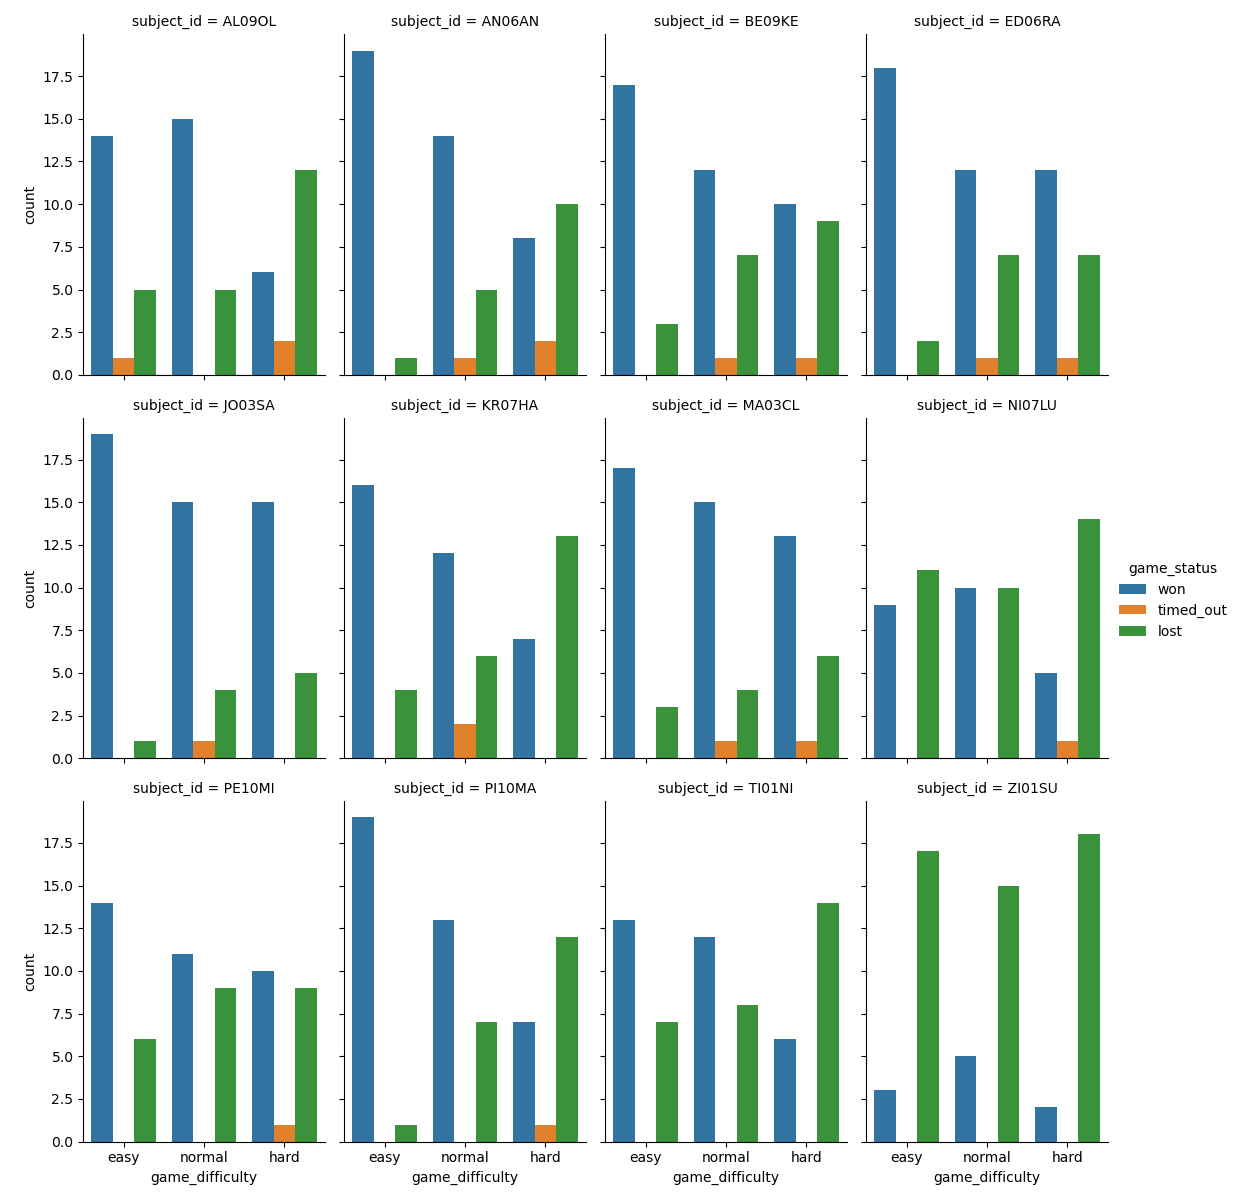 subject_id = AL09OL
subject_id = AN06AN
subject_id = BE09KE
subject_id = ED06RA
17.5
15.0
12.5
10.0
7.5
5.0
2.5
0.0
count
subject_id = JO03SA
subject_id = KR07HA
subject_id = MA03CL
subject_id = NI07LU
17.5
15.0
12.5
10.0
7.5
5.0
2.5
0.0
count
game_status
won
timed_out
lost
subject_id = PE10MI
subject_id = PI10MA
subject_id = TI01NI
subject_id = ZI01SU
17.5
15.0
12.5
10.0
7.5
5.0
2.5
0.0
count
easy normal hard
game_difficulty
easy normal hard
game_difficulty
easy normal hard
game_difficulty
easy normal hard
game_difficulty